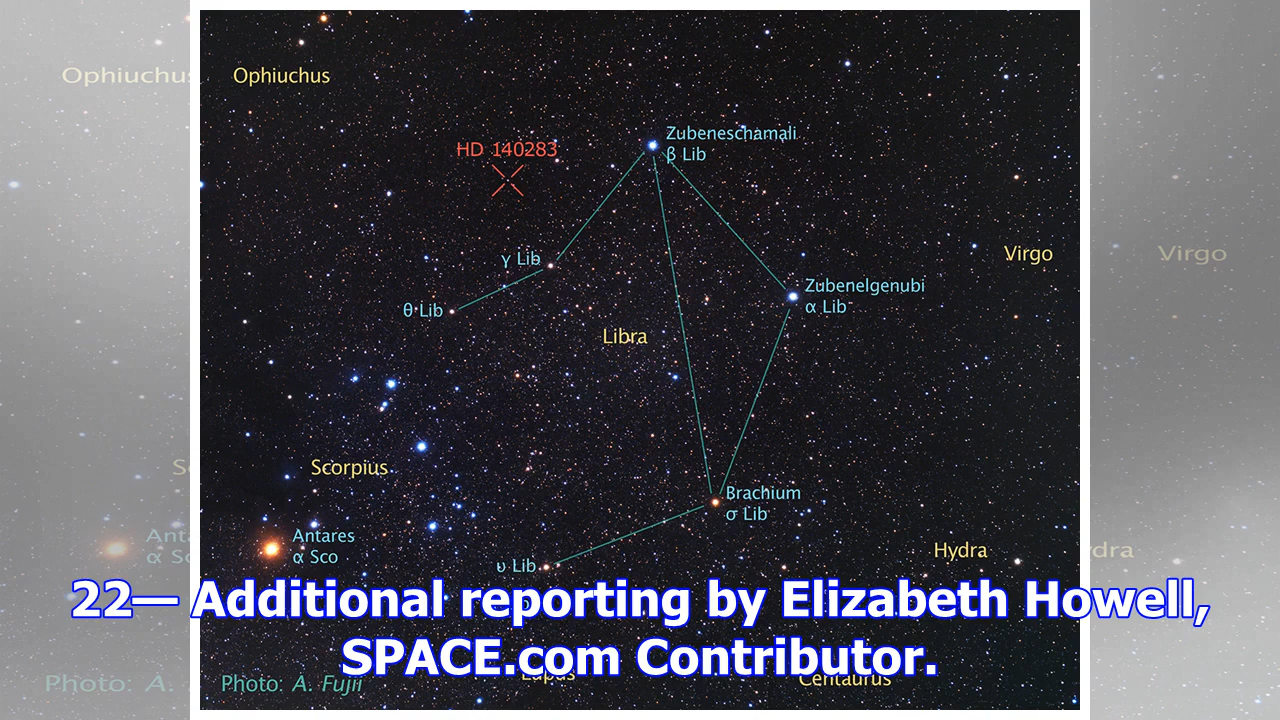 Ophiuchus
Ophiuchus
HD 140283
Zubeneschamali
β Lib
γ Lib
Virgo
Virgo
Zubenelgenubi
α Lib
θ Lib
Libra
Scorpius
Brachium
σ Lib
Antares
α Sco
Hydra
υ Lib
22— Additional reporting by Elizabeth Howell,
SPACE.com Contributor.
Lupus
Centaurus
Photo: A.
Photo: A. Fujii